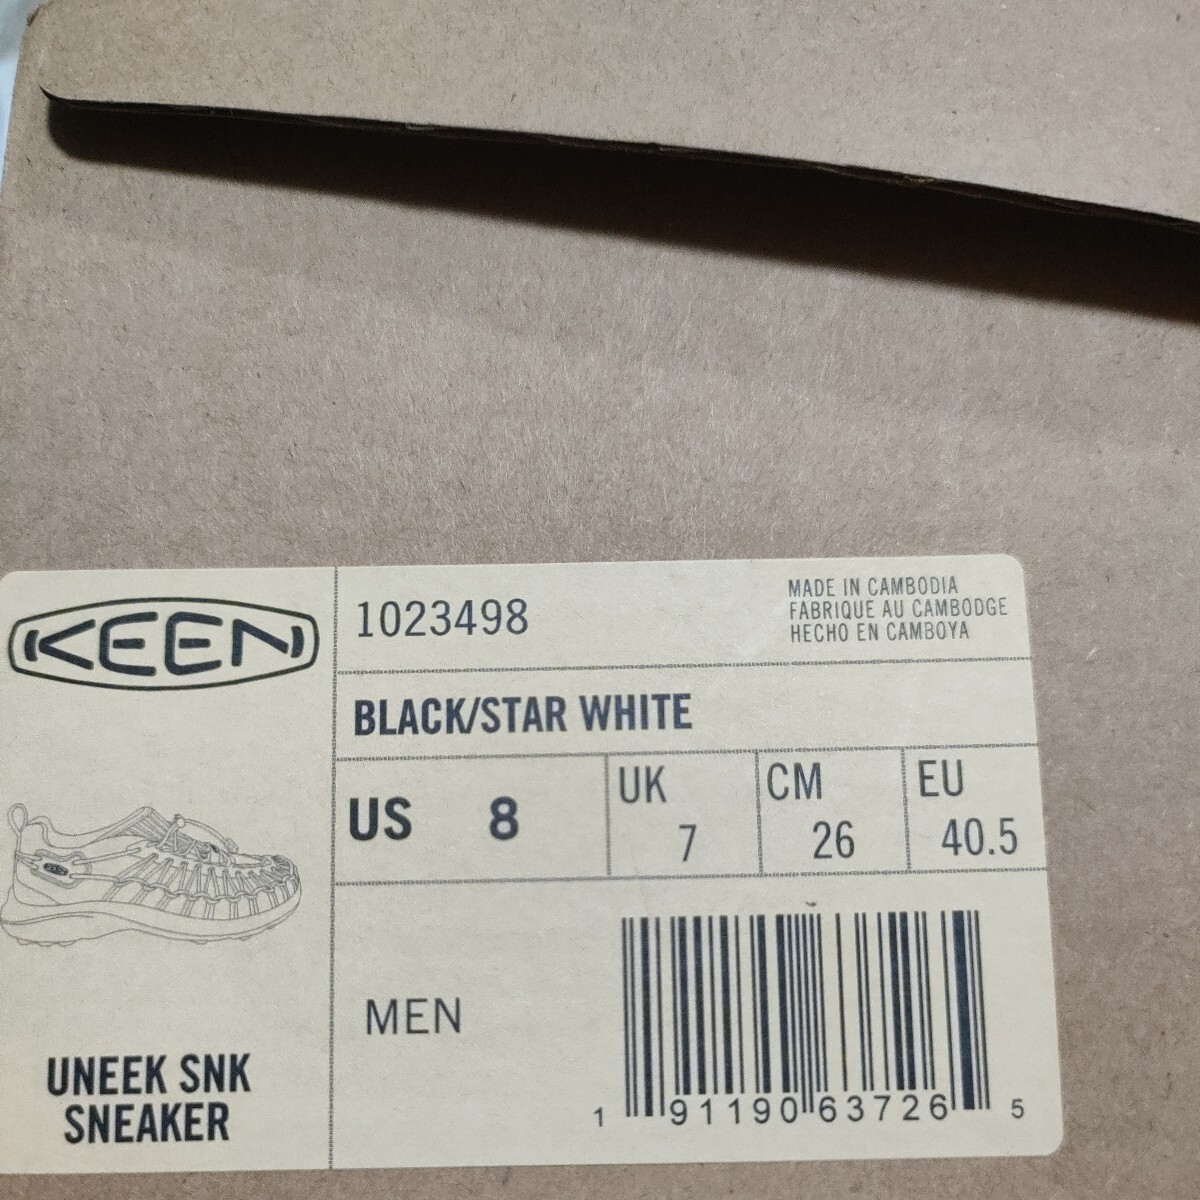 KEEN
1023498
MADE IN CAMBODIA
FABRIQUE AU CAMBODGE
HECHO EN CAMBOYA
BLACK/STAR WHITE
US 8
UK 7
CM 26
EU 40.5
MEN
UNEEK SNK
SNEAKER
1 91190 63726 5